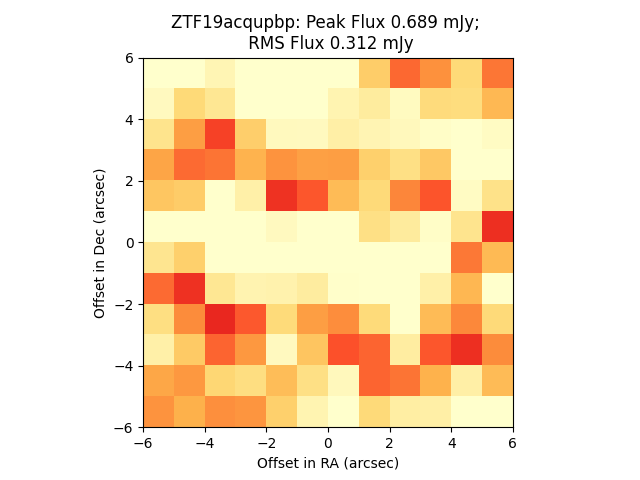 ZTF19acqupbp: Peak Flux 0.689 mJy;
RMS Flux 0.312 mJy
6
4
2
0
−2
−4
−6
Offset in Dec (arcsec)
−6 −4 −2 0 2 4 6
Offset in RA (arcsec)